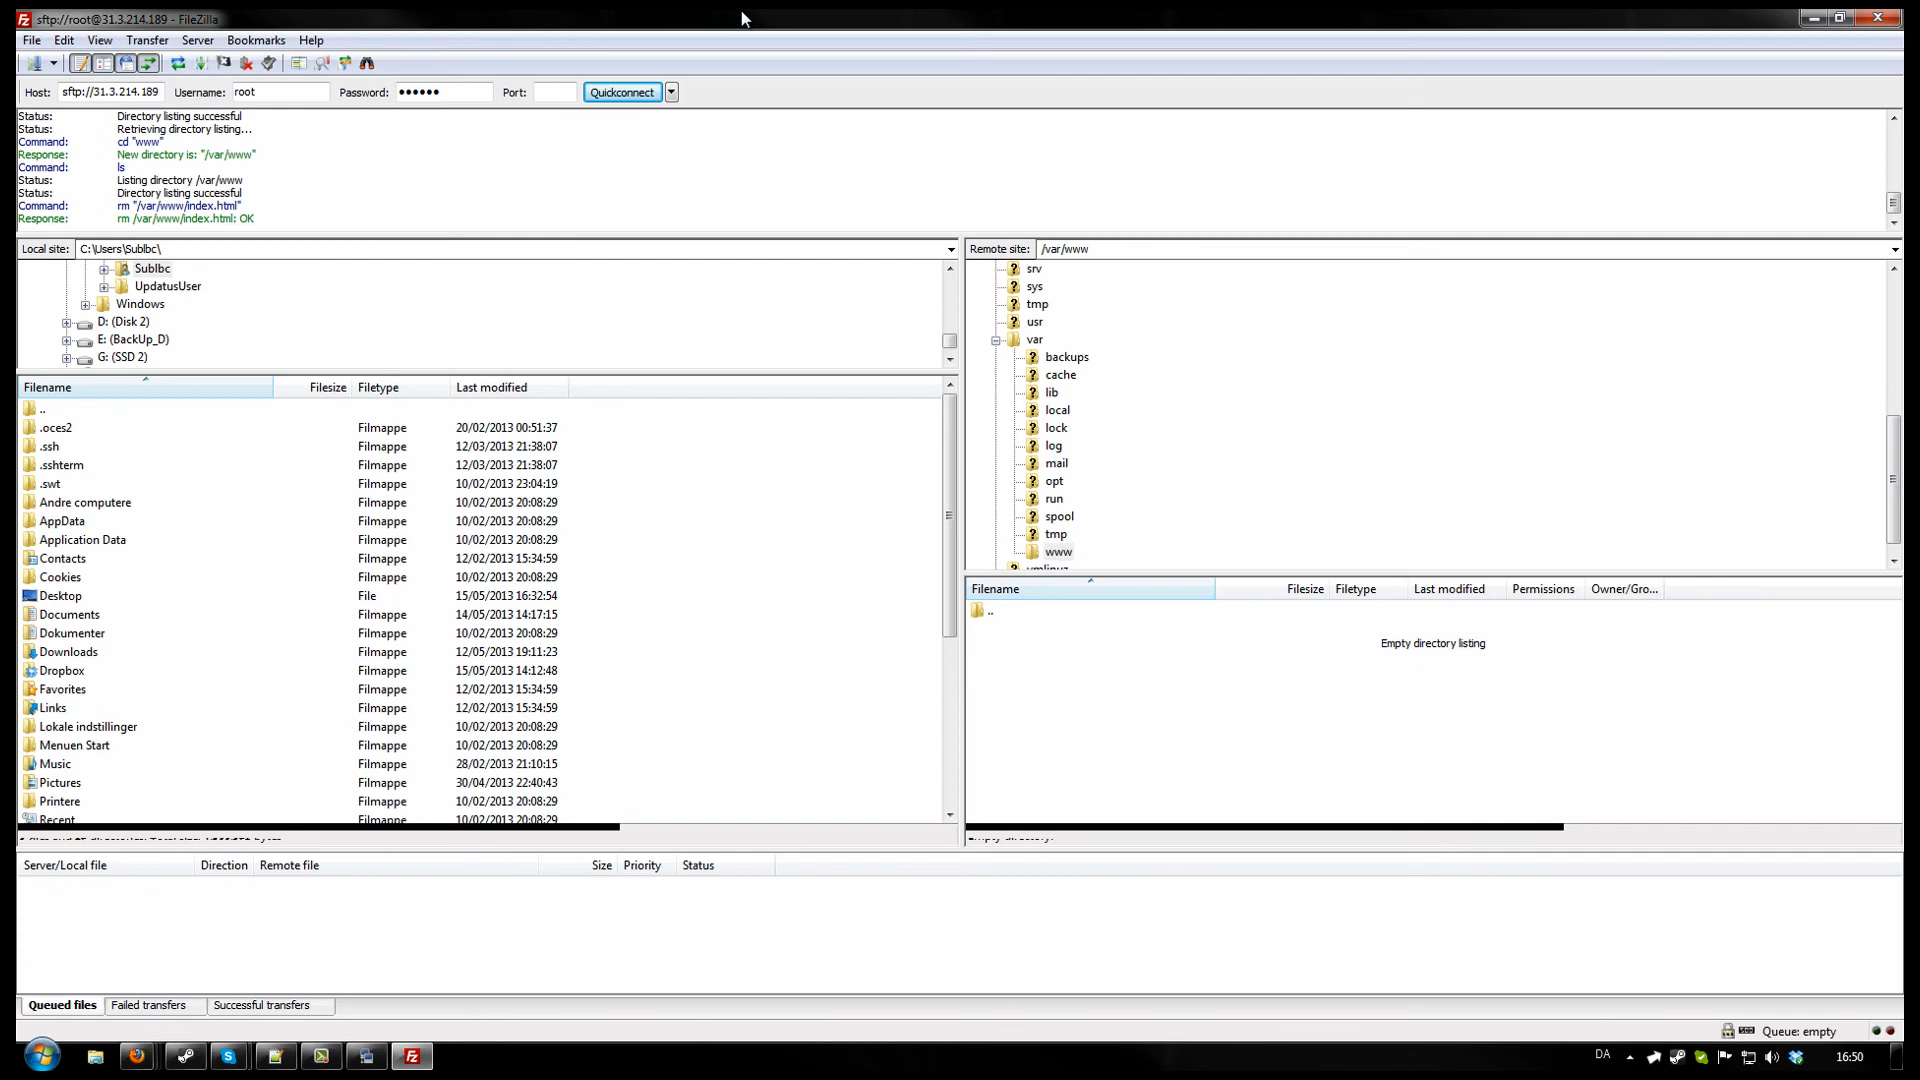 sftp://root@31.3.214.189 - FileZilla
File Edit View Transfer Server Bookmarks Help
Host: sftp://31.3.214.189 Username: root Password: •••••• Port: Quickconnect
Status: Directory listing successful
Status: Retrieving directory listing...
Command: cd "www"
Response: New directory is: "/var/www"
Command: ls
Status: Listing directory /var/www
Status: Directory listing successful
Command: rm "/var/www/index.html"
Response: rm /var/www/index.html: OK
Local site: C:\Users\Sublbc\
Sublbc
UpdatusUser
Windows
D: (Disk 2)
E: (BackUp_D)
G: (SSD 2)
Filename Filesize Filetype Last modified
..
.oces2 Filmappe 20/02/2013 00:51:37
.ssh Filmappe 12/03/2013 21:38:07
.sshterm Filmappe 12/03/2013 21:38:07
.swt Filmappe 10/02/2013 23:04:19
Andre computere Filmappe 10/02/2013 20:08:29
AppData Filmappe 10/02/2013 20:08:29
Application Data Filmappe 10/02/2013 20:08:29
Contacts Filmappe 12/02/2013 15:34:59
Cookies Filmappe 10/02/2013 20:08:29
Desktop File 15/05/2013 16:32:54
Documents Filmappe 14/05/2013 14:17:15
Dokumenter Filmappe 10/02/2013 20:08:29
Downloads Filmappe 12/05/2013 19:11:23
Dropbox Filmappe 15/05/2013 14:12:48
Favorites Filmappe 12/02/2013 15:34:59
Links Filmappe 12/02/2013 15:34:59
Lokale indstillinger Filmappe 10/02/2013 20:08:29
Menuen Start Filmappe 10/02/2013 20:08:29
Music Filmappe 28/02/2013 21:10:15
Pictures Filmappe 30/04/2013 22:40:43
Printere Filmappe 10/02/2013 20:08:29
Recent Filmappe 10/02/2013 20:08:29
Remote site: /var/www
srv
sys
tmp
usr
var
backups
cache
lib
local
lock
log
mail
opt
run
spool
tmp
www
vmlinuz
Filename Filesize Filetype Last modified Permissions Owner/Gro...
..
Empty directory listing
Empty directory.
Server/Local file Direction Remote file Size Priority Status
Queued files Failed transfers Successful transfers
Queue: empty
DA 16:50